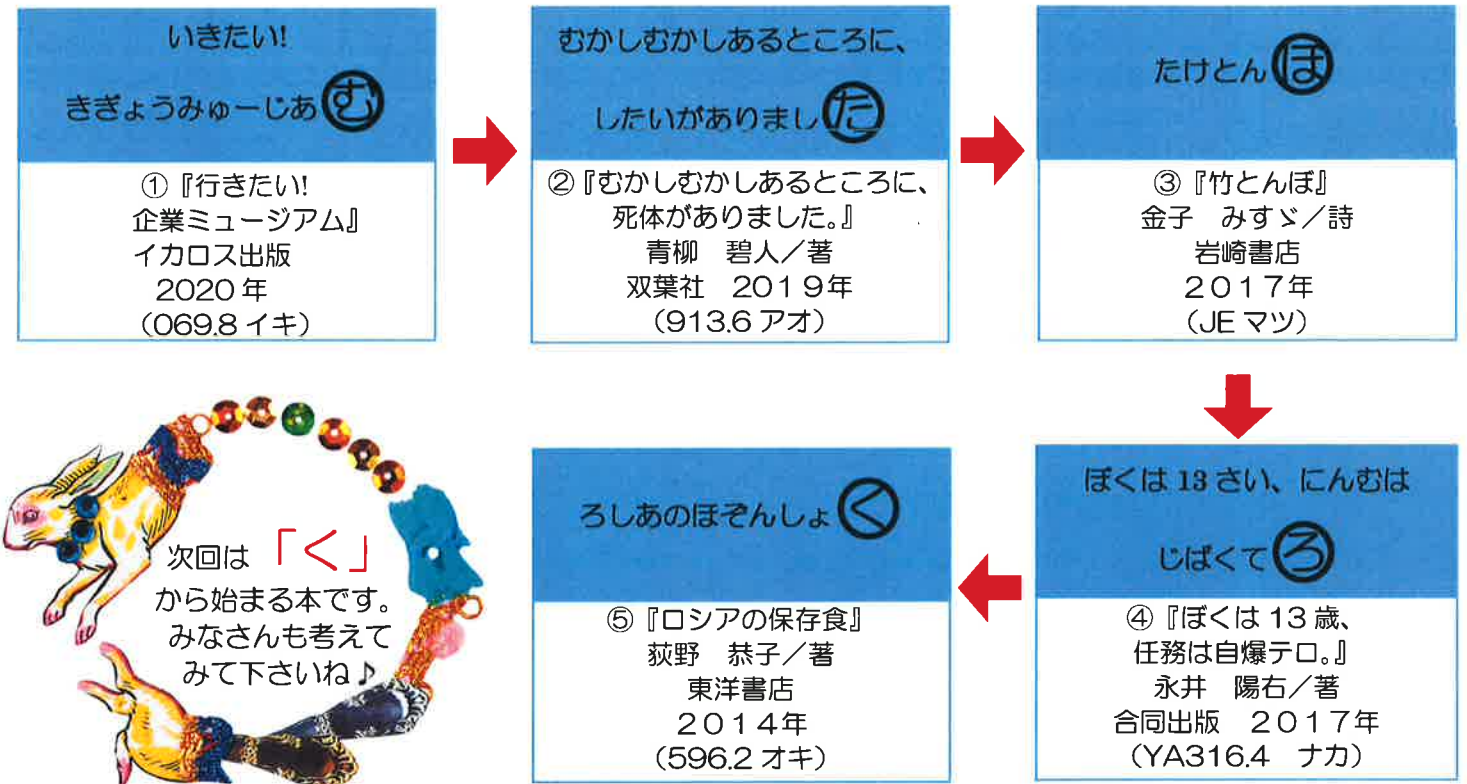 いきたい!
きぎょうみゅーじあむ
① 『行きたい!
企業ミュージアム』
イカロス出版
2020年
(069.8 イキ)
むかしむかしあるところに、
したいがありました
② 『むかしむかしあるところに、
死体がありました。』
青柳 碧人/著
双葉社 2019年
(913.6 アオ)
たけとんぼ
③ 『竹とんぼ』
金子 みすゞ/詩
岩崎書店
2017年
(JE マツ)
ぼくは 13 さい、にんむは
じばくてろ
④ 『ぼくは 13 歳、
任務は自爆テロ。』
永井 陽右/著
合同出版 2017年
(YA316.4 ナカ)
ろしあのほぞんしょく
⑤ 『ロシアの保存食』
荻野 恭子/著
東洋書店
2014年
(596.2 オキ)
次回は 「く」
から始まる本です。
みなさんも考えて
みて下さいね♪